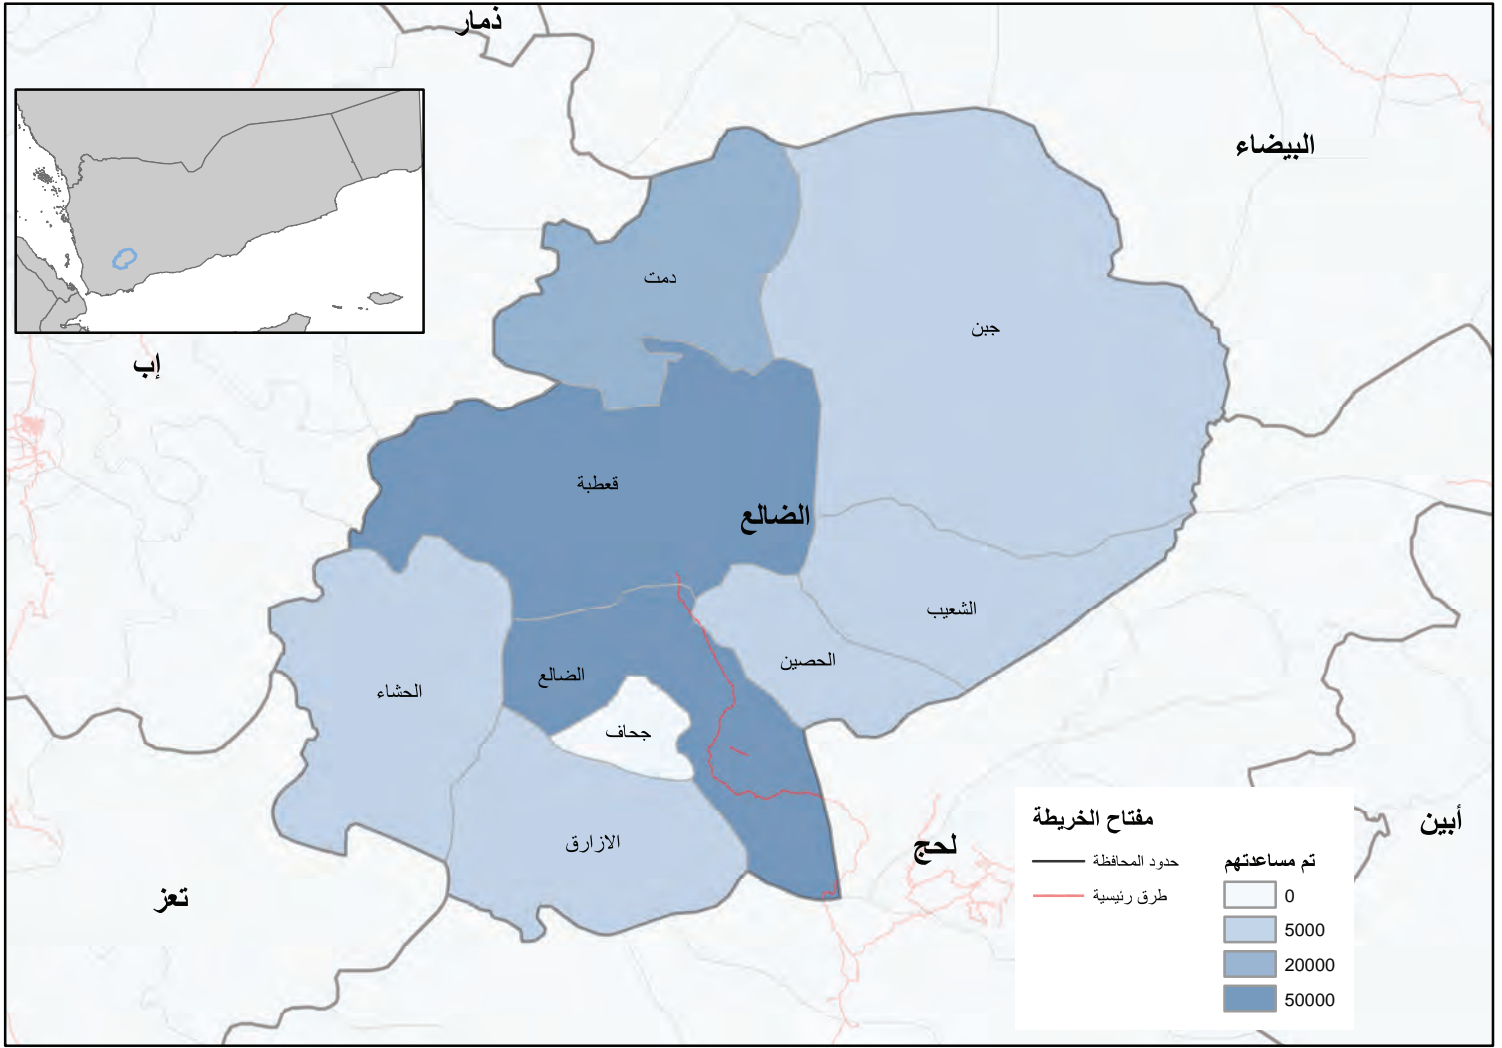 ذمار
البيضاء
إب
دمت
جبن
قعطبة
الضالع
الشعيب
الحصين
الضالع
الحشاء
جحاف
الازارق
لحج
أبين
تعز
مفتاح الخريطة
حدود المحافظة
طرق رئيسية
تم مساعدتهم
0
5000
20000
50000